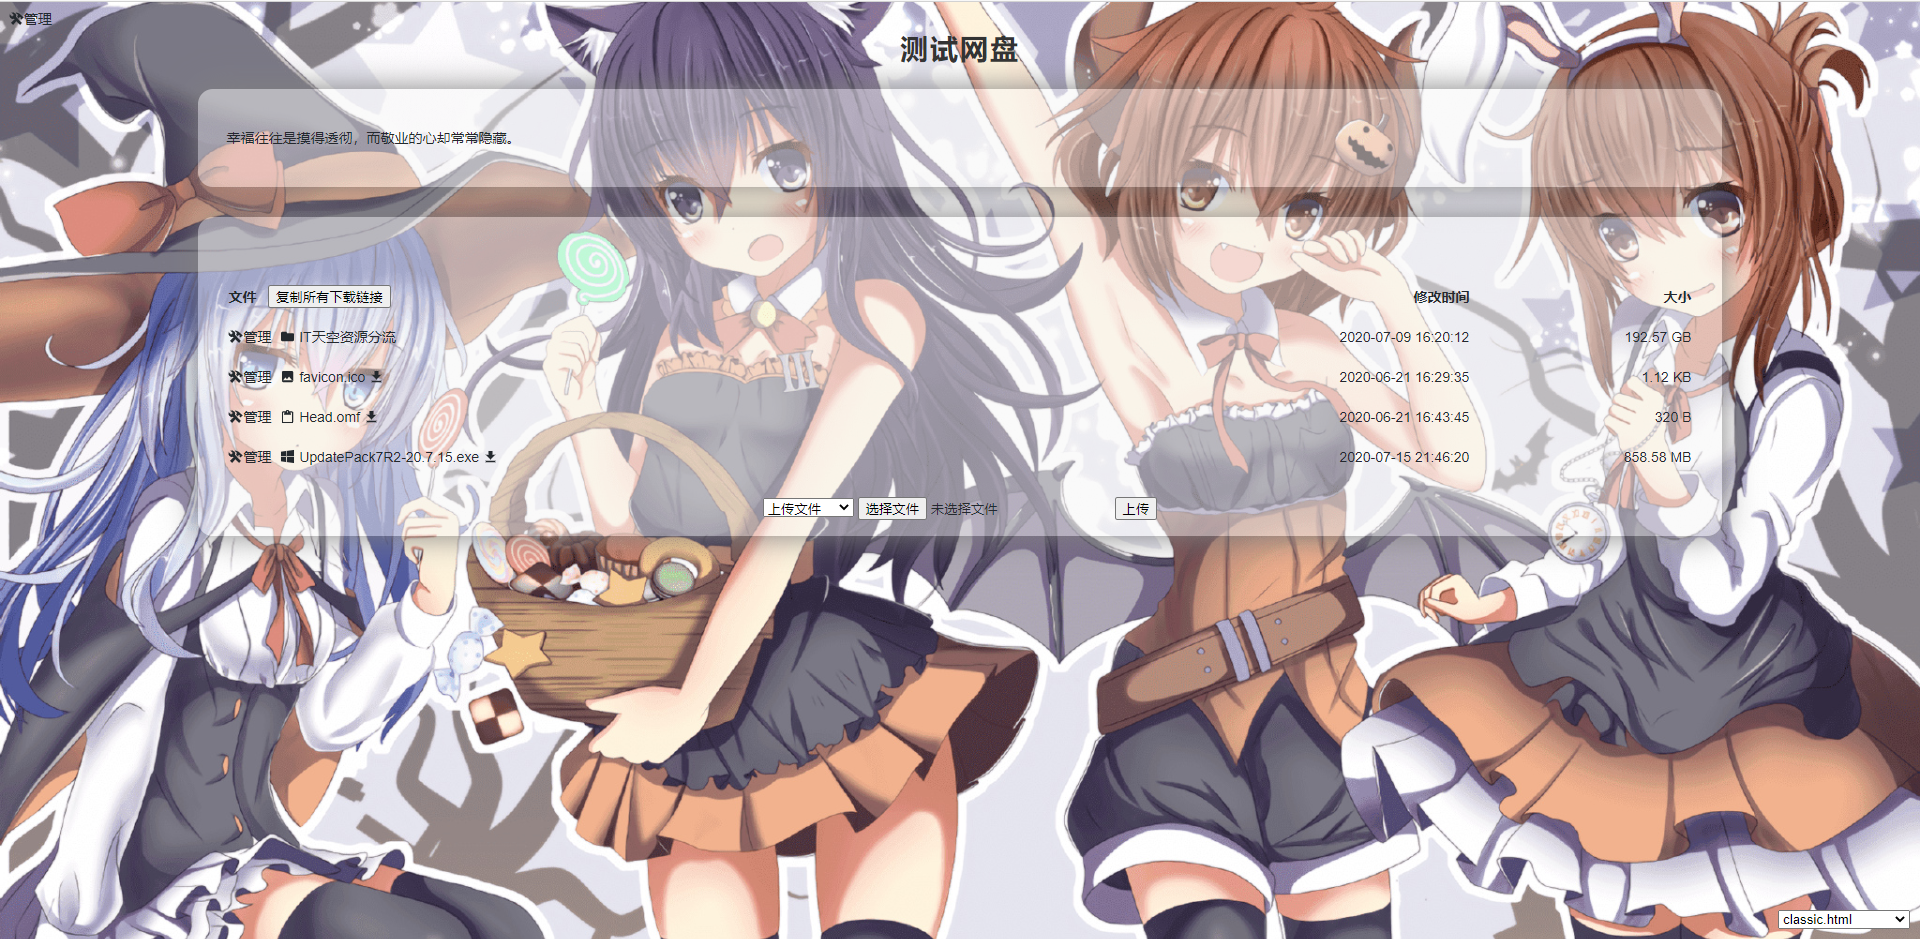 管理
测试网盘
幸福往往是摸得透彻，而敬业的心却常常隐藏。
文件 复制所有下载链接 修改时间 大小
管理 IT天空资源分流 2020-07-09 16:20:12 192.57 GB
管理 favicon.ico 2020-06-21 16:29:35 1.12 KB
管理 Head.omf 2020-06-21 16:43:45 320 B
管理 UpdatePack7R2-20.7.15.exe 2020-07-15 21:46:20 858.58 MB
上传文件 选择文件 未选择文件 上传
classic.html